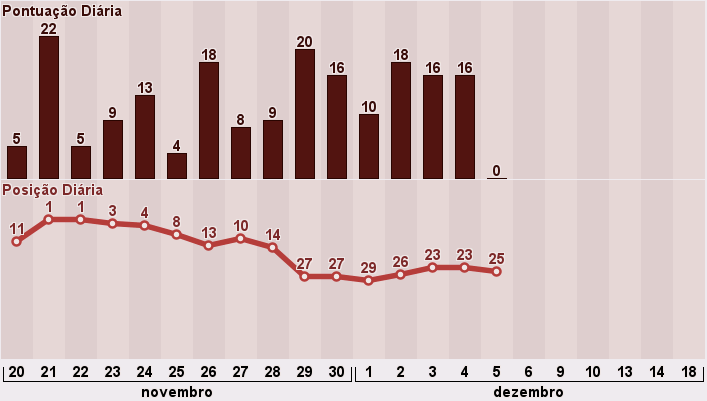 Pontuação Diária
5 22 5 9 13 4 18 8 9 20 16 10 18 16 16 0
Posição Diária
11 1 1 3 4 8 13 10 14 27 27 29 26 23 23 25
20 21 22 23 24 25 26 27 28 29 30 1 2 3 4 5 6 9 10 13 14 18
novembro dezembro